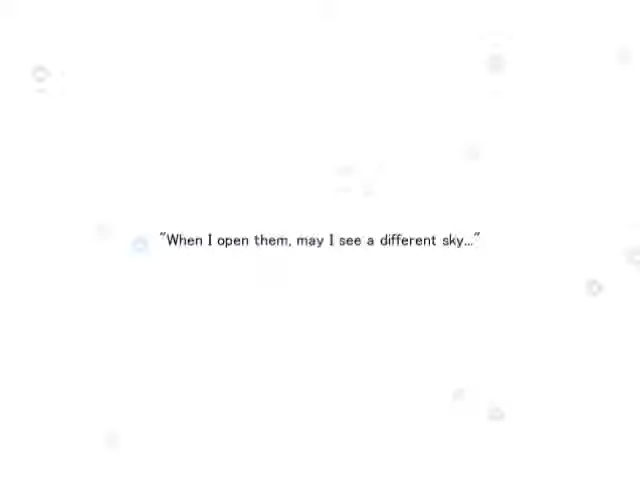 "When I open them, may I see a different sky..."